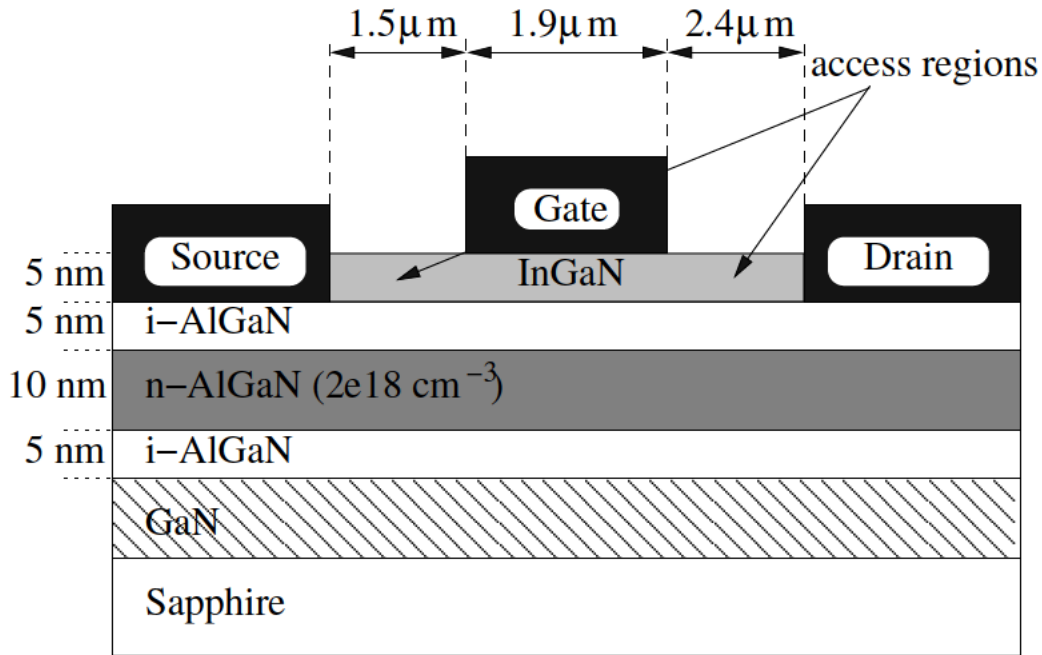 1.5μm 1.9μm 2.4μm
access regions
Gate
Source InGaN Drain
5 nm
5 nm i−AlGaN
10 nm n−AlGaN (2e18 cm⁻³)
5 nm i−AlGaN
GaN
Sapphire